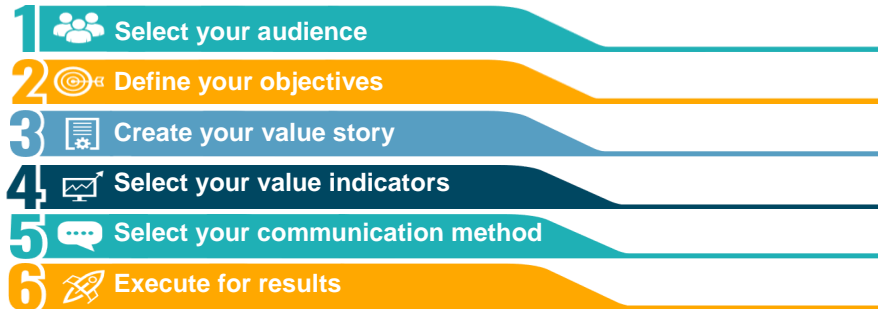 1 Select your audience
2 Define your objectives
3 Create your value story
4 Select your value indicators
5 Select your communication method
6 Execute for results